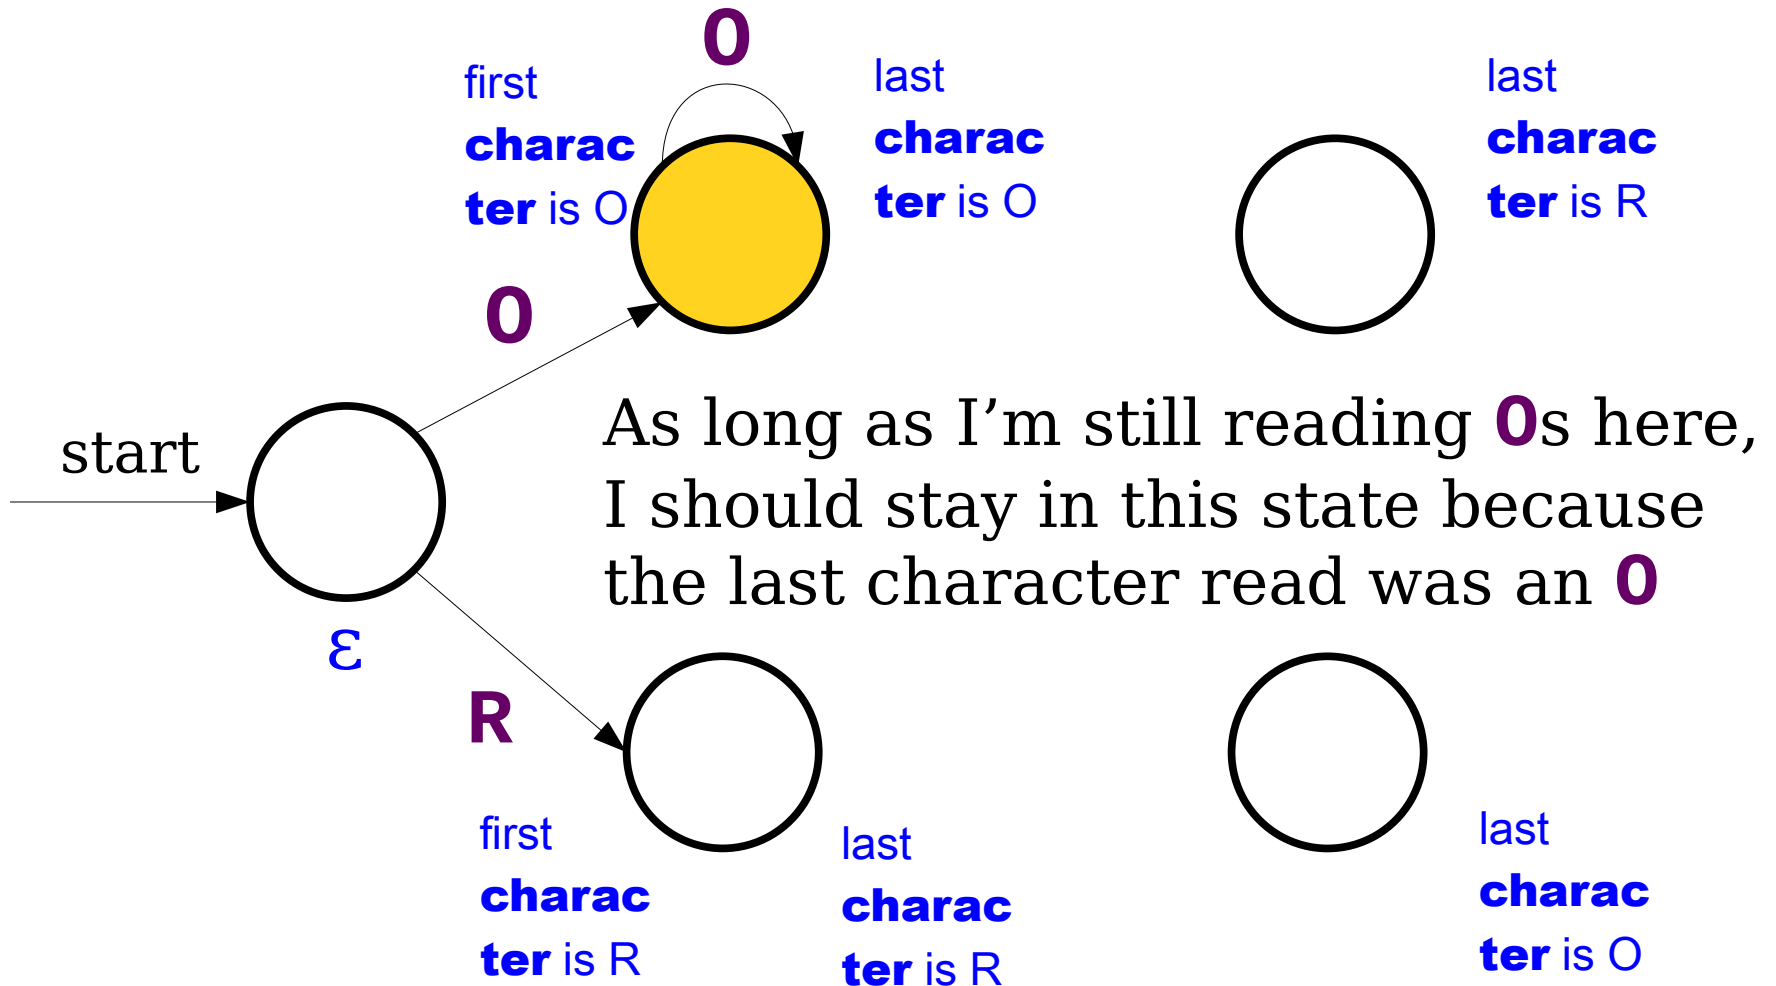 O
first
charac
ter is O
last
charac
ter is O
last
charac
ter is R
O
start
As long as I’m still reading Os here,
I should stay in this state because
the last character read was an O
ε
R
first
charac
ter is R
last
charac
ter is R
last
charac
ter is O